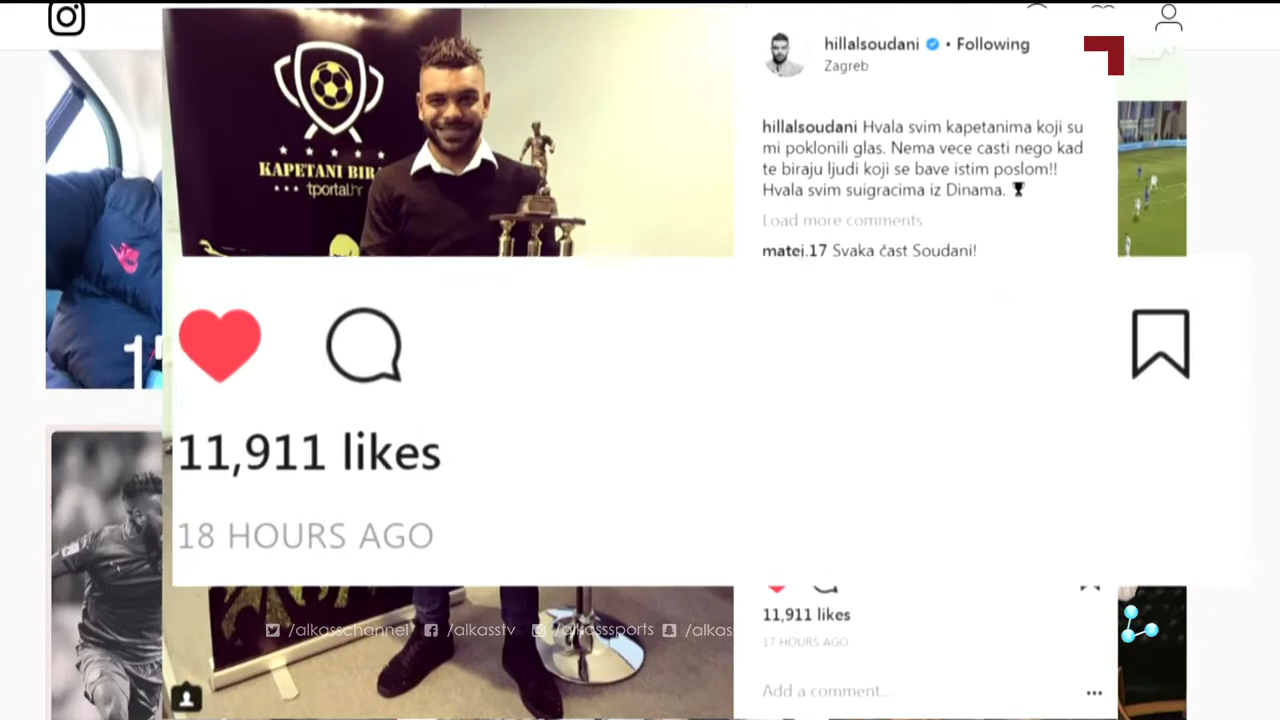 hillalsoudani • Following
Zagreb
KAPETANI BIR
tportal.hr
hillalsoudani Hvala svim kapetanima koji su
mi poklonili glas. Nema vece casti nego kad
te biraju ljudi koji se bave istim poslom!!
Hvala svim suigracima iz Dinama.
Load more comments
matej.17 Svaka čast Soudani!
11,911 likes
18 HOURS AGO
11,911 likes
17 HOURS AGO
/alkasschannel /alkasstv /alkasssports /alkas
Add a comment...